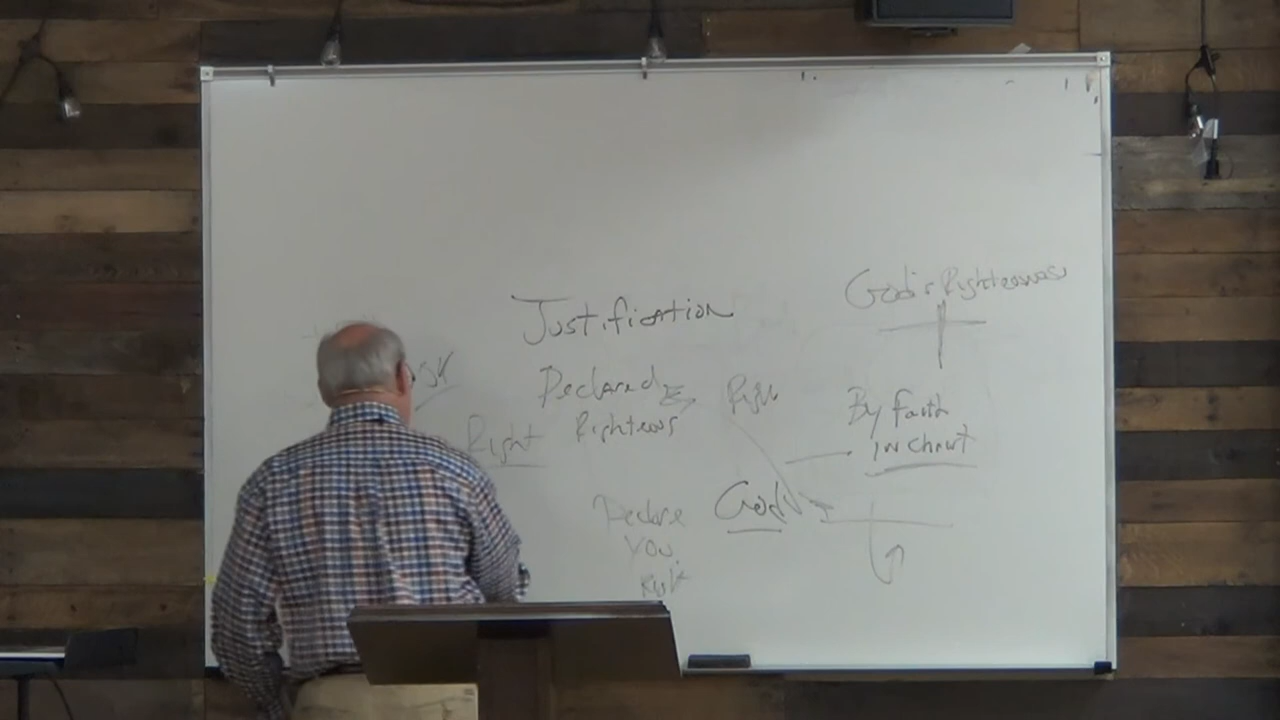 God's Righteousness
Justification
Declared
Righteous
Right
By faith
in Christ
God
Declare
You